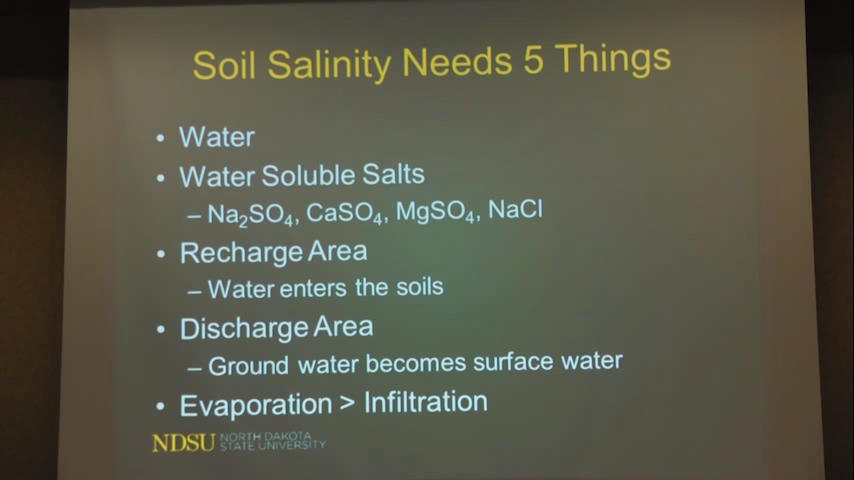 Soil Salinity Needs 5 Things
• Water
• Water Soluble Salts
– Na₂SO₄, CaSO₄, MgSO₄, NaCl
• Recharge Area
– Water enters the soils
• Discharge Area
– Ground water becomes surface water
• Evaporation > Infiltration
NDSU NORTH DAKOTA
STATE UNIVERSITY